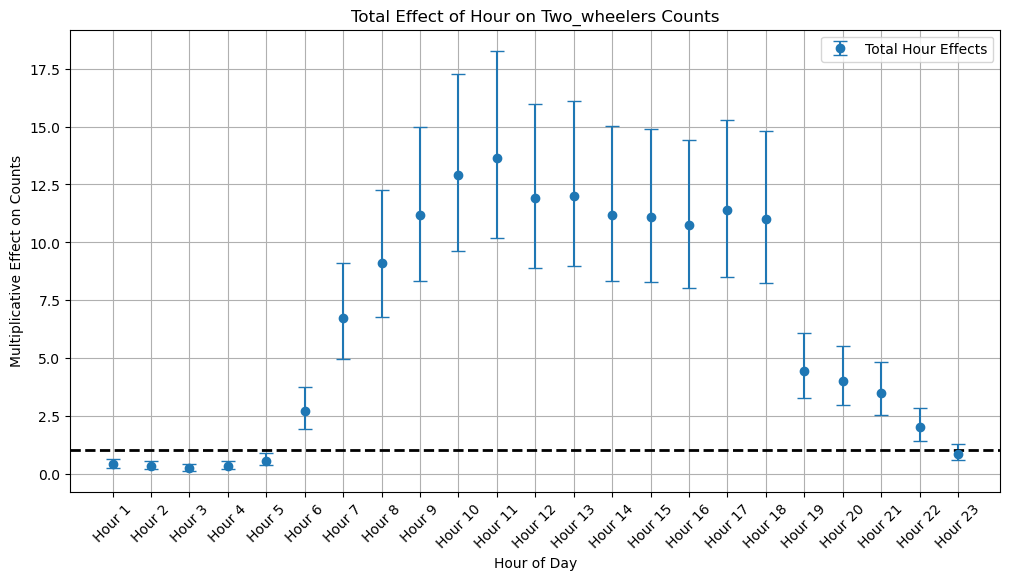 Total Effect of Hour on Two_wheelers Counts
Total Hour Effects
Multiplicative Effect on Counts
17.5
15.0
12.5
10.0
7.5
5.0
2.5
0.0
Hour 1
Hour 2
Hour 3
Hour 4
Hour 5
Hour 6
Hour 7
Hour 8
Hour 9
Hour 10
Hour 11
Hour 12
Hour 13
Hour 14
Hour 15
Hour 16
Hour 17
Hour 18
Hour 19
Hour 20
Hour 21
Hour 22
Hour 23
Hour of Day